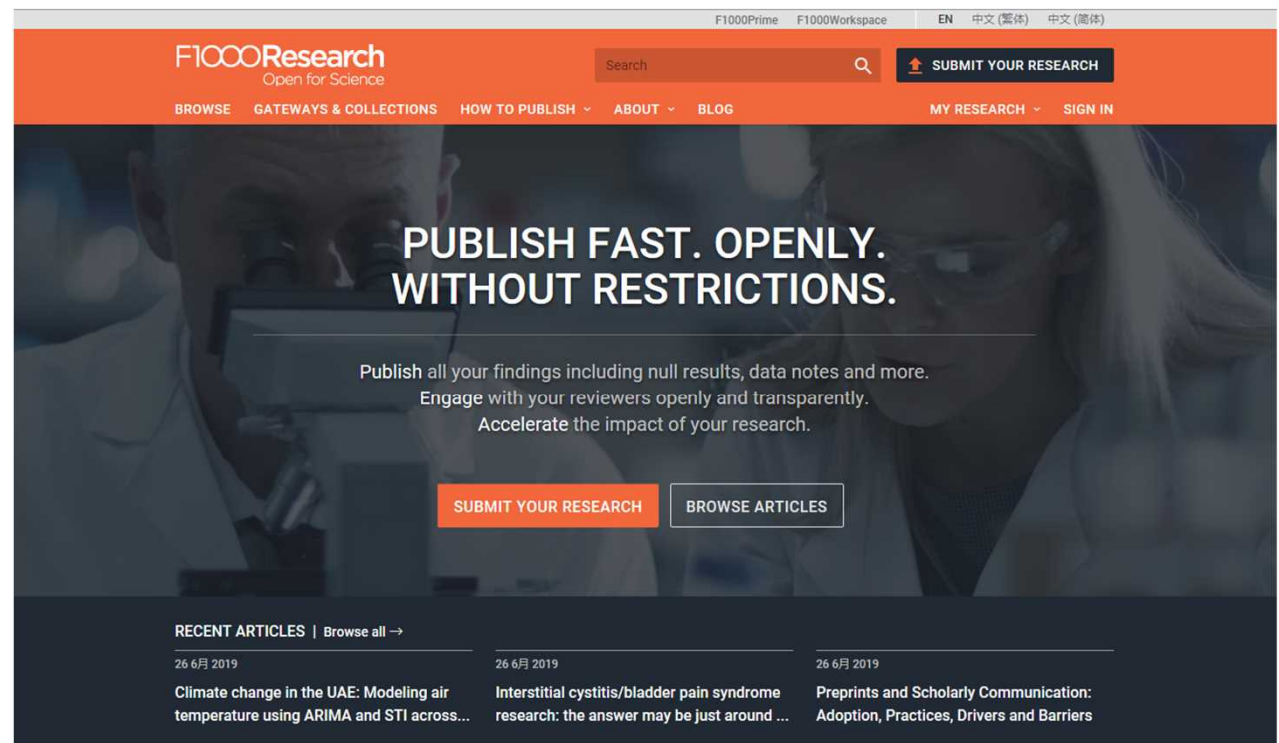 F1000Prime F1000Workspace EN 中文 (繁体) 中文 (简体)
F1000Research
Open for Science
Search
SUBMIT YOUR RESEARCH
BROWSE GATEWAYS & COLLECTIONS HOW TO PUBLISH ABOUT BLOG MY RESEARCH SIGN IN
PUBLISH FAST. OPENLY.
WITHOUT RESTRICTIONS.
Publish all your findings including null results, data notes and more.
Engage with your reviewers openly and transparently.
Accelerate the impact of your research.
SUBMIT YOUR RESEARCH BROWSE ARTICLES
RECENT ARTICLES | Browse all →
26 6月 2019
Climate change in the UAE: Modeling air
temperature using ARIMA and STI across...
26 6月 2019
Interstitial cystitis/bladder pain syndrome
research: the answer may be just around ...
26 6月 2019
Preprints and Scholarly Communication:
Adoption, Practices, Drivers and Barriers